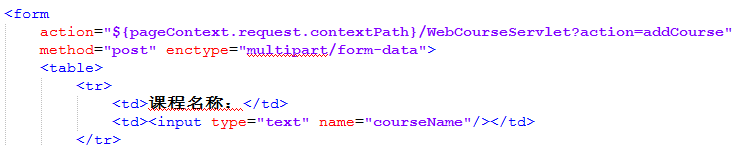 <form
action="${pageContext.request.contextPath}/WebCourseServlet?action=addCourse"
method="post" enctype="multipart/form-data">
<table>
<tr>
<td>课程名称：</td>
<td><input type="text" name="courseName"/></td>
</tr>